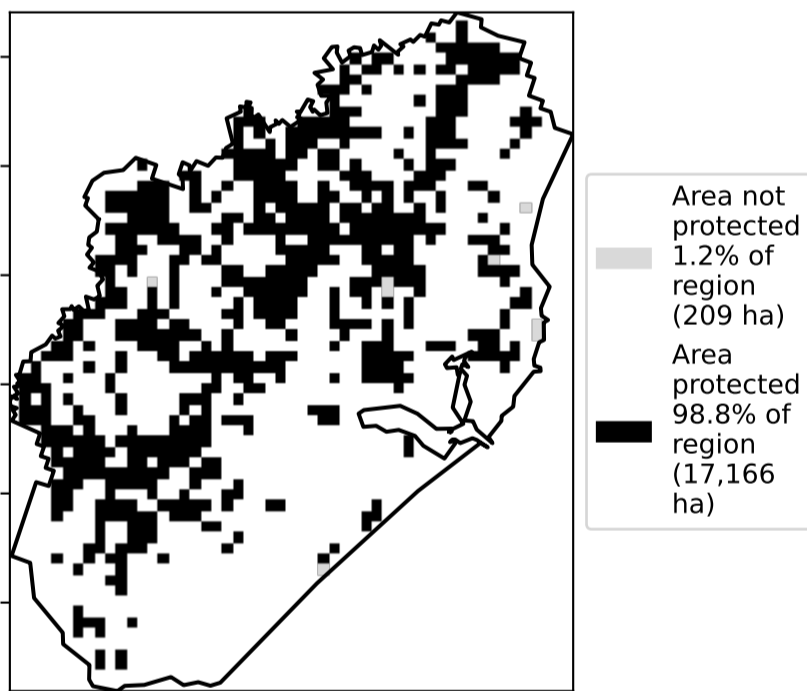 Area not
protected
1.2% of
region
(209 ha)
Area
protected
98.8% of
region
(17,166
ha)